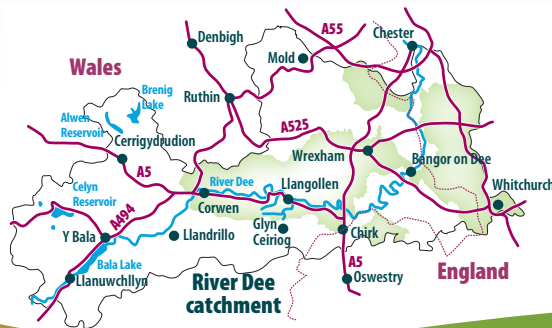 A55
Chester
Denbigh
Mold
Wales
Brenig
Lake
Ruthin
Alwen
Reservoir
A525
Cerrigydrudion
Wrexham
Bangor on Dee
A5
River Dee
Llangollen
Whitchurch
Celyn
Reservoir
A494
Corwen
Glyn
Ceiriog
Y Bala
Llandrillo
Chirk
Bala Lake
A5
England
Llanuwchllyn
River Dee
catchment
Oswestry